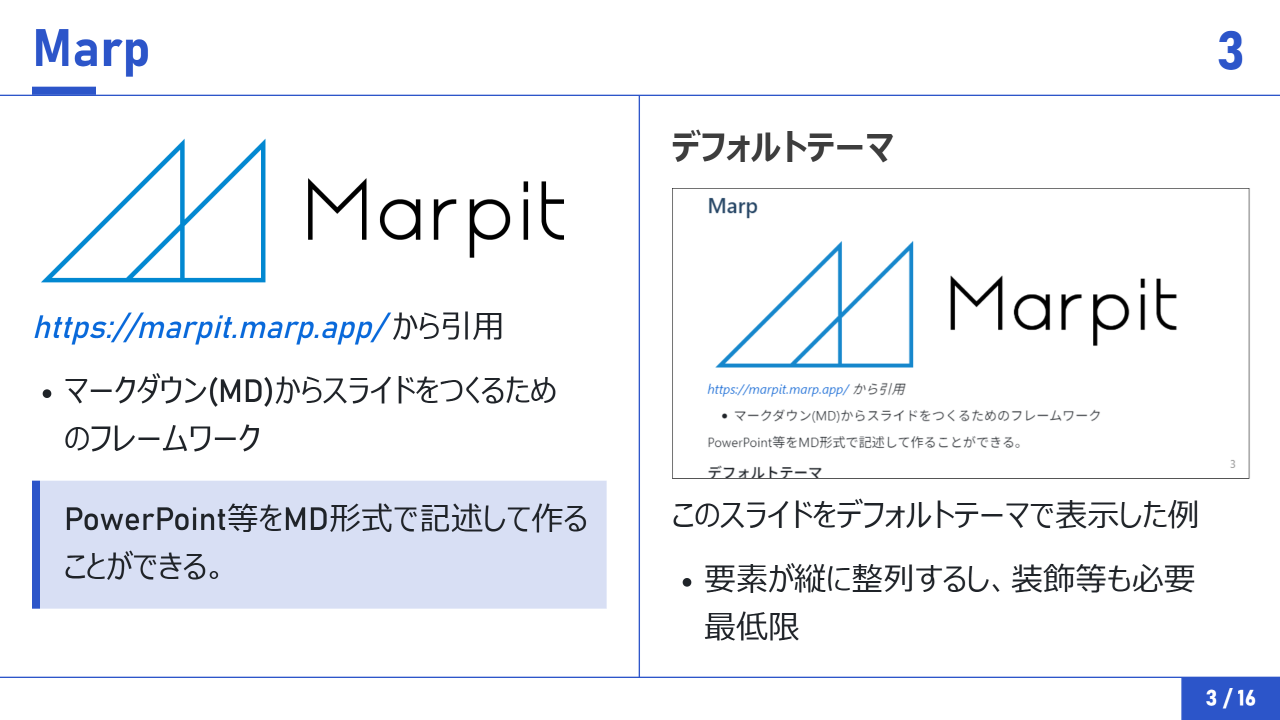 Marp
3
Marpit
https://marpit.marp.app/ から引用
• マークダウン(MD)からスライドをつくるため
のフレームワーク
PowerPoint等をMD形式で記述して作る
ことができる。
デフォルトテーマ
Marp
Marpit
https://marpit.marp.app/ から引用
• マークダウン(MD)からスライドをつくるためのフレームワーク
PowerPoint等をMD形式で記述して作ることができる。
デフォルトテーマ
3
このスライドをデフォルトテーマで表示した例
• 要素が縦に整列するし、装飾等も必要
最低限
3 / 16